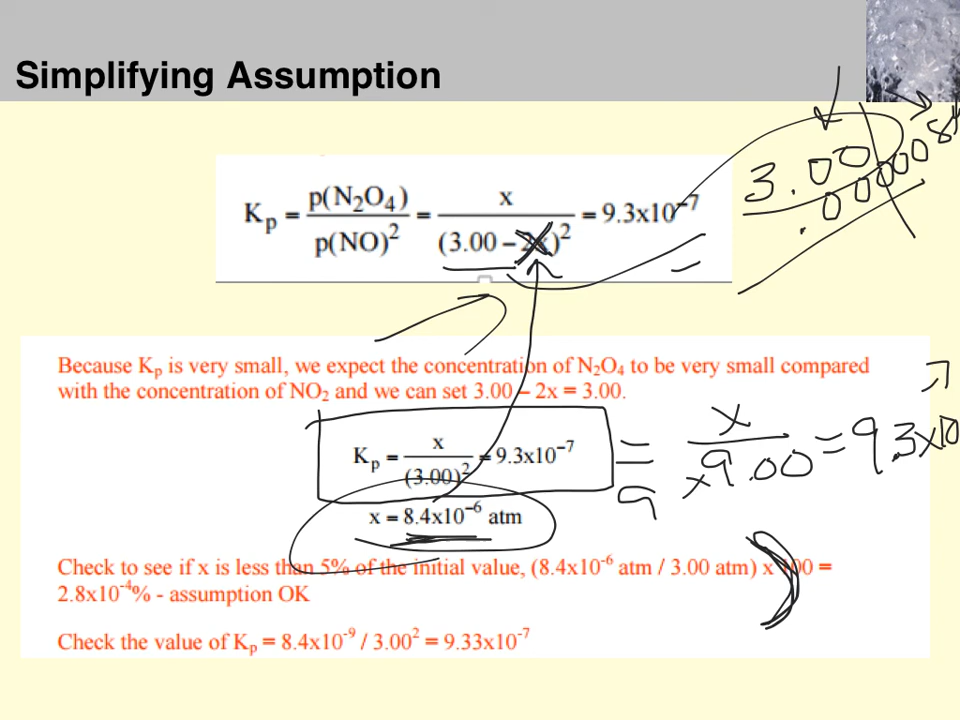 Simplifying Assumption
Kp = p(N2O4) / p(NO)^2 = x / (3.00 – 2x)^2 = 9.3x10^–7
3.00
.0000084
=
Because Kp is very small, we expect the concentration of N2O4 to be very small compared
with the concentration of NO2 and we can set 3.00 – 2x = 3.00.
Kp = x / (3.00)^2 = 9.3x10^–7
= x / 9.00 = 9.3x10^-7
x 9
x = 8.4x10^–6 atm
Check to see if x is less than 5% of the initial value, (8.4x10^-6 atm / 3.00 atm) x 100 =
2.8x10^-4% - assumption OK
Check the value of Kp = 8.4x10^-9 / 3.00^2 = 9.33x10^-7